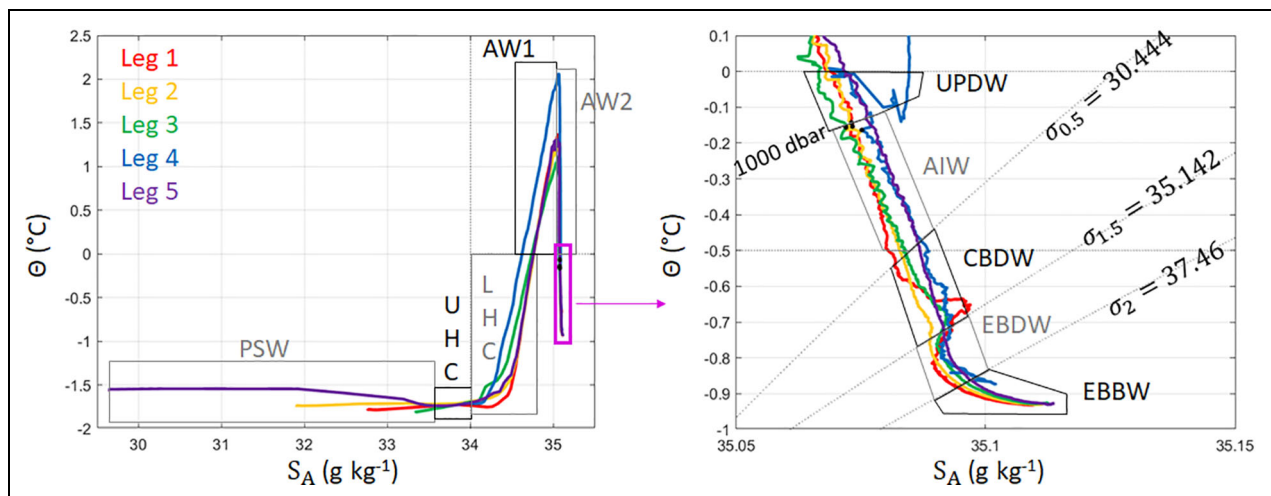 2.5
2
1.5
1
0.5
0
-0.5
-1
-1.5
-2
Θ (°C)
30
31
32
33
34
35
S_A (g kg⁻¹)
Leg 1
Leg 2
Leg 3
Leg 4
Leg 5
AW1
AW2
U
H
C
L
H
C
PSW
0.1
0
-0.1
-0.2
-0.3
-0.4
-0.5
-0.6
-0.7
-0.8
-0.9
-1
Θ (°C)
35.05
35.1
35.15
S_A (g kg⁻¹)
UPDW
1000 dbar
AIW
CBDW
EBDW
EBBW
σ₀.₅ = 30.444
σ₁.₅ = 35.142
σ₂ = 37.46